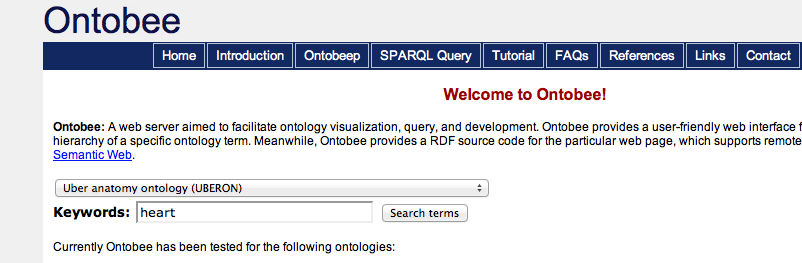 Ontobee
Home Introduction Ontobeep SPARQL Query Tutorial FAQs References Links Contact
Welcome to Ontobee!
Ontobee: A web server aimed to facilitate ontology visualization, query, and development. Ontobee provides a user-friendly web interface
hierarchy of a specific ontology term. Meanwhile, Ontobee provides a RDF source code for the particular web page, which supports remote
Semantic Web.
Uber anatomy ontology (UBERON)
Keywords: heart Search terms
Currently Ontobee has been tested for the following ontologies: